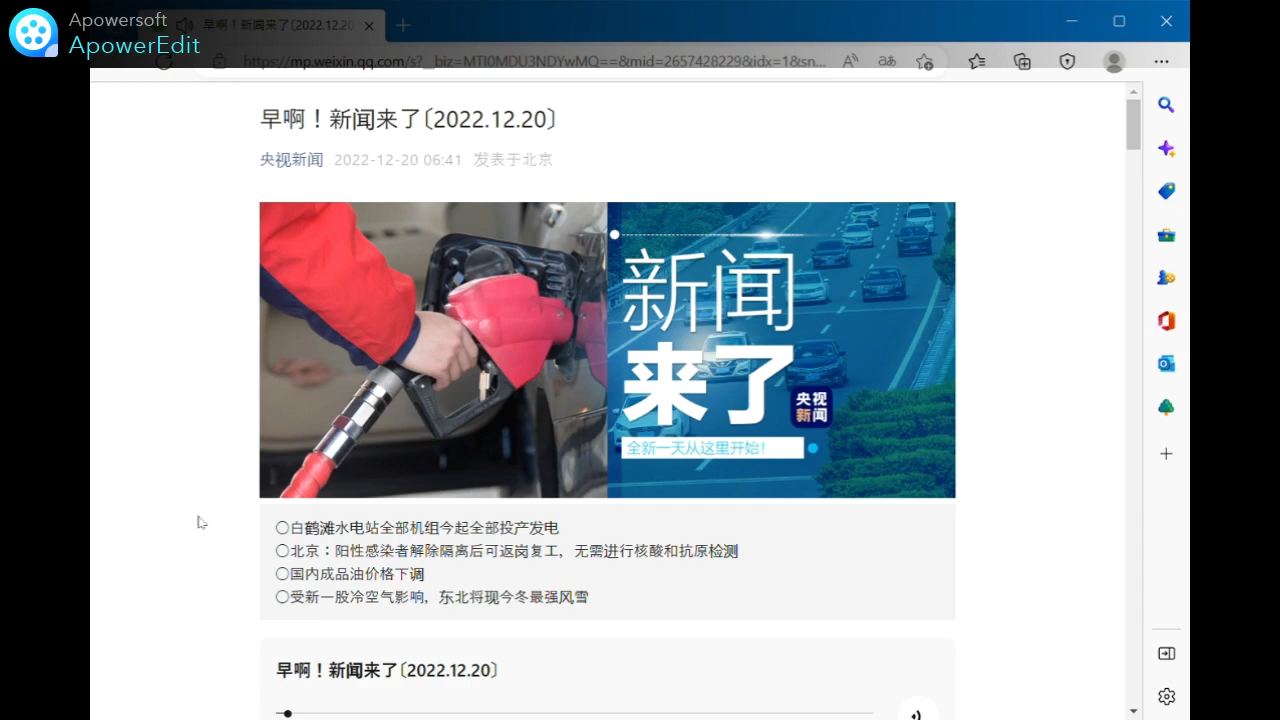 Apowersoft
ApowerEdit
早啊！新闻来了〔2022.12.20
https://mp.weixin.qq.com/s?__biz=MTI0MDU3NDYwMQ==&mid=2657428229&idx=1&sn...
早啊！新闻来了〔2022.12.20〕
央视新闻 2022-12-20 06:41 发表于北京
新闻
来了
央视
新闻
全新一天从这里开始！
〇白鹤滩水电站全部机组今起全部投产发电
〇北京：阳性感染者解除隔离后可返岗复工，无需进行核酸和抗原检测
〇国内成品油价格下调
〇受新一股冷空气影响，东北将现今冬最强风雪
早啊！新闻来了〔2022.12.20〕